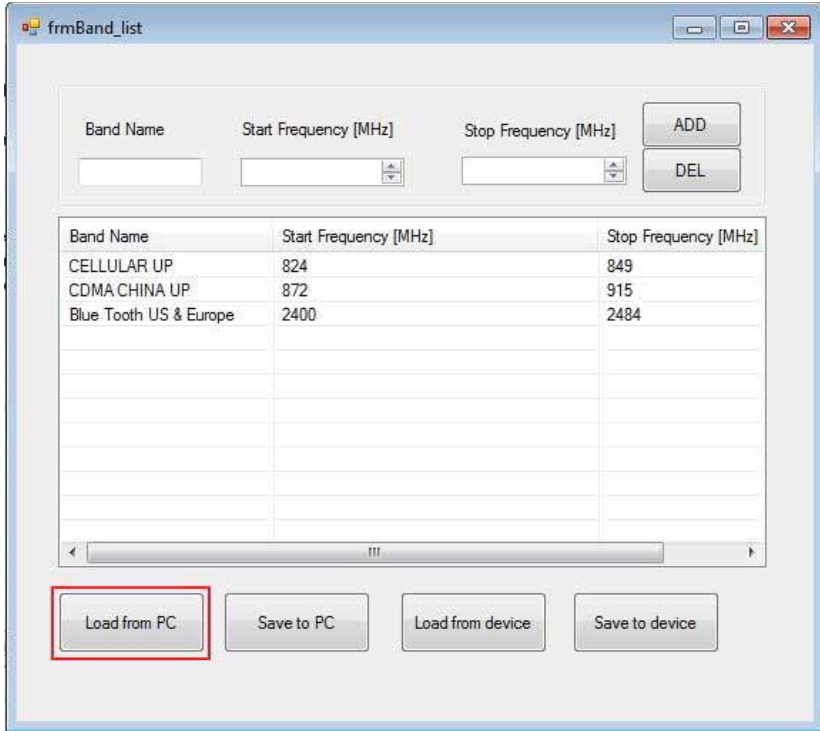 frmBand_list
Band Name Start Frequency [MHz] Stop Frequency [MHz] ADD
DEL
Band Name Start Frequency [MHz] Stop Frequency [MHz]
CELLULAR UP 824 849
CDMA CHINA UP 872 915
Blue Tooth US & Europe 2400 2484
Load from PC Save to PC Load from device Save to device